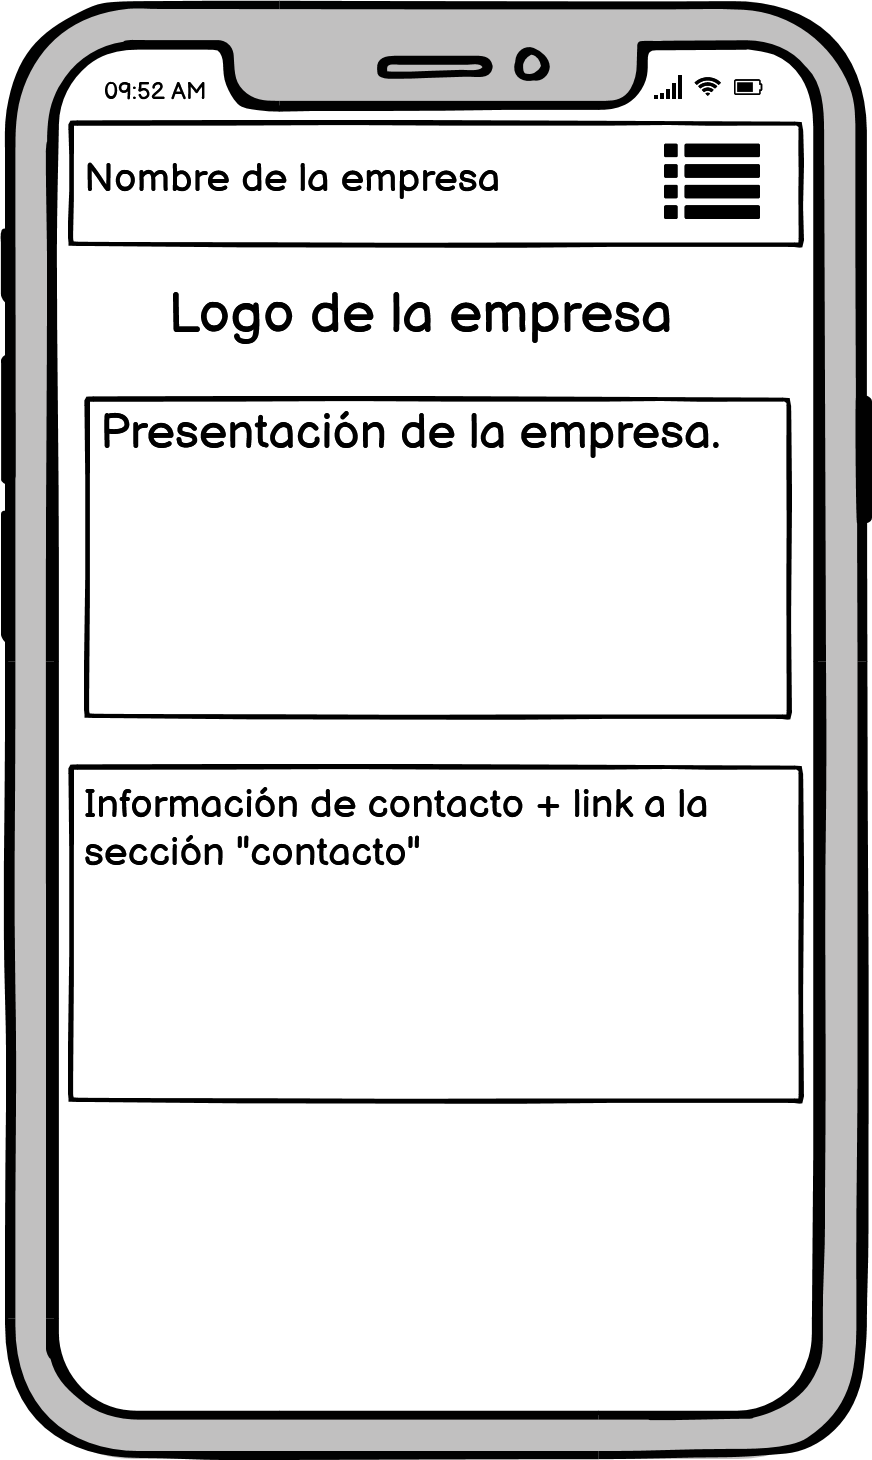 09:52 AM
Nombre de la empresa
Logo de la empresa
Presentación de la empresa.
Información de contacto + link a la
sección "contacto"